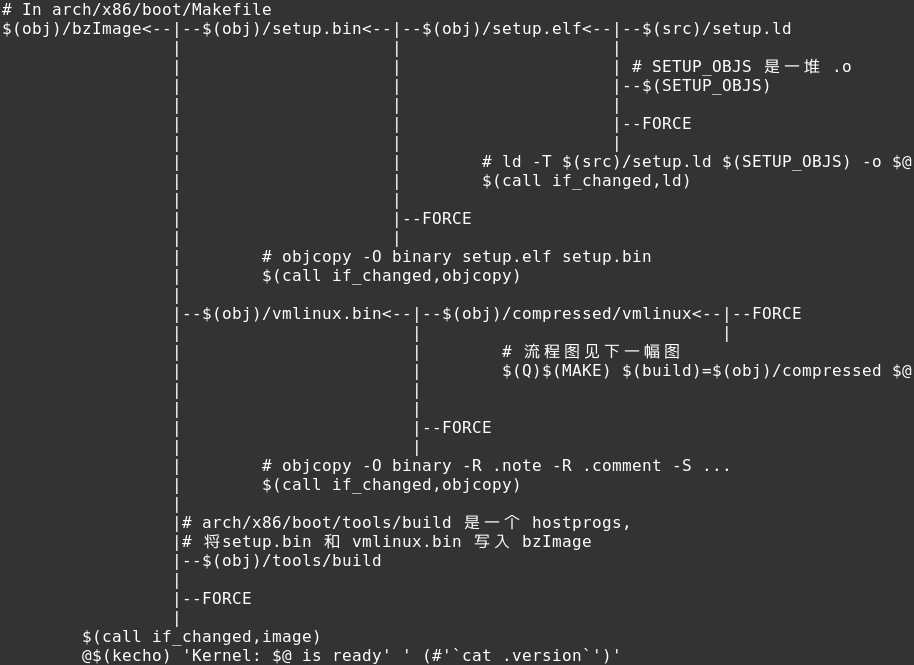 # In arch/x86/boot/Makefile
$(obj)/bzImage<--|--$(obj)/setup.bin<--|--$(obj)/setup.elf<--|--$(src)/setup.ld
                 |                     |                     |
                 |                     |                     | # SETUP_OBJS 是一堆 .o
                 |                     |                     |--$(SETUP_OBJS)
                 |                     |                     |
                 |                     |                     |--FORCE
                 |                     |                     |
                 |                     |        # ld -T $(src)/setup.ld $(SETUP_OBJS) -o $@
                 |                     |        $(call if_changed,ld)
                 |                     |
                 |                     |--FORCE
                 |                     |
                 |        # objcopy -O binary setup.elf setup.bin
                 |        $(call if_changed,objcopy)
                 |
                 |--$(obj)/vmlinux.bin<--|--$(obj)/compressed/vmlinux<--|--FORCE
                 |                       |                              |
                 |                       |        # 流程图见下一幅图
                 |                       |        $(Q)$(MAKE) $(build)=$(obj)/compressed $@
                 |                       |
                 |                       |
                 |                       |--FORCE
                 |                       |
                 |        # objcopy -O binary -R .note -R .comment -S ...
                 |        $(call if_changed,objcopy)
                 |
                 |# arch/x86/boot/tools/build 是一个 hostprogs,
                 |# 将setup.bin 和 vmlinux.bin 写入 bzImage
                 |--$(obj)/tools/build
                 |
                 |--FORCE
                 |
        $(call if_changed,image)
        @$(kecho) 'Kernel: $@ is ready' ' (#'`cat .version`')'